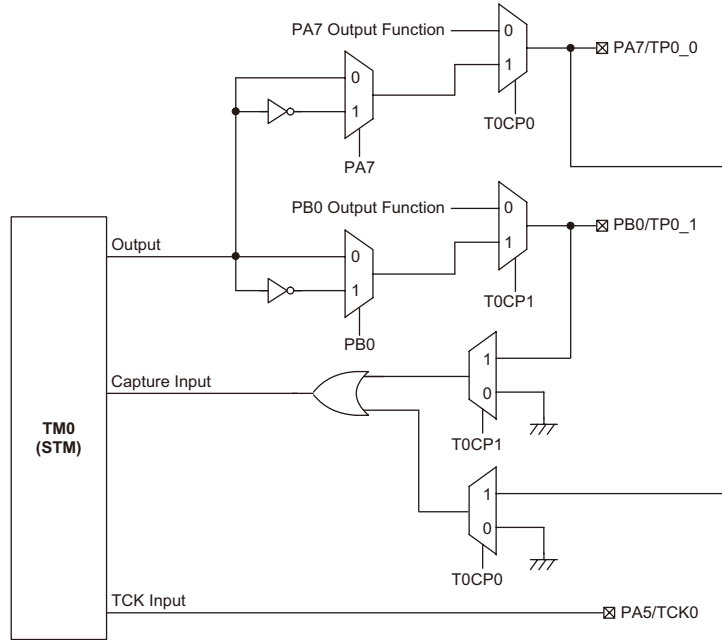 PA7 Output Function
0
1
PA7/TP0_0
0
1
T0CP0
PA7
PB0 Output Function
0
1
PB0/TP0_1
Output
0
1
T0CP1
PB0
1
0
Capture Input
T0CP1
TM0
(STM)
1
0
T0CP0
TCK Input
PA5/TCK0